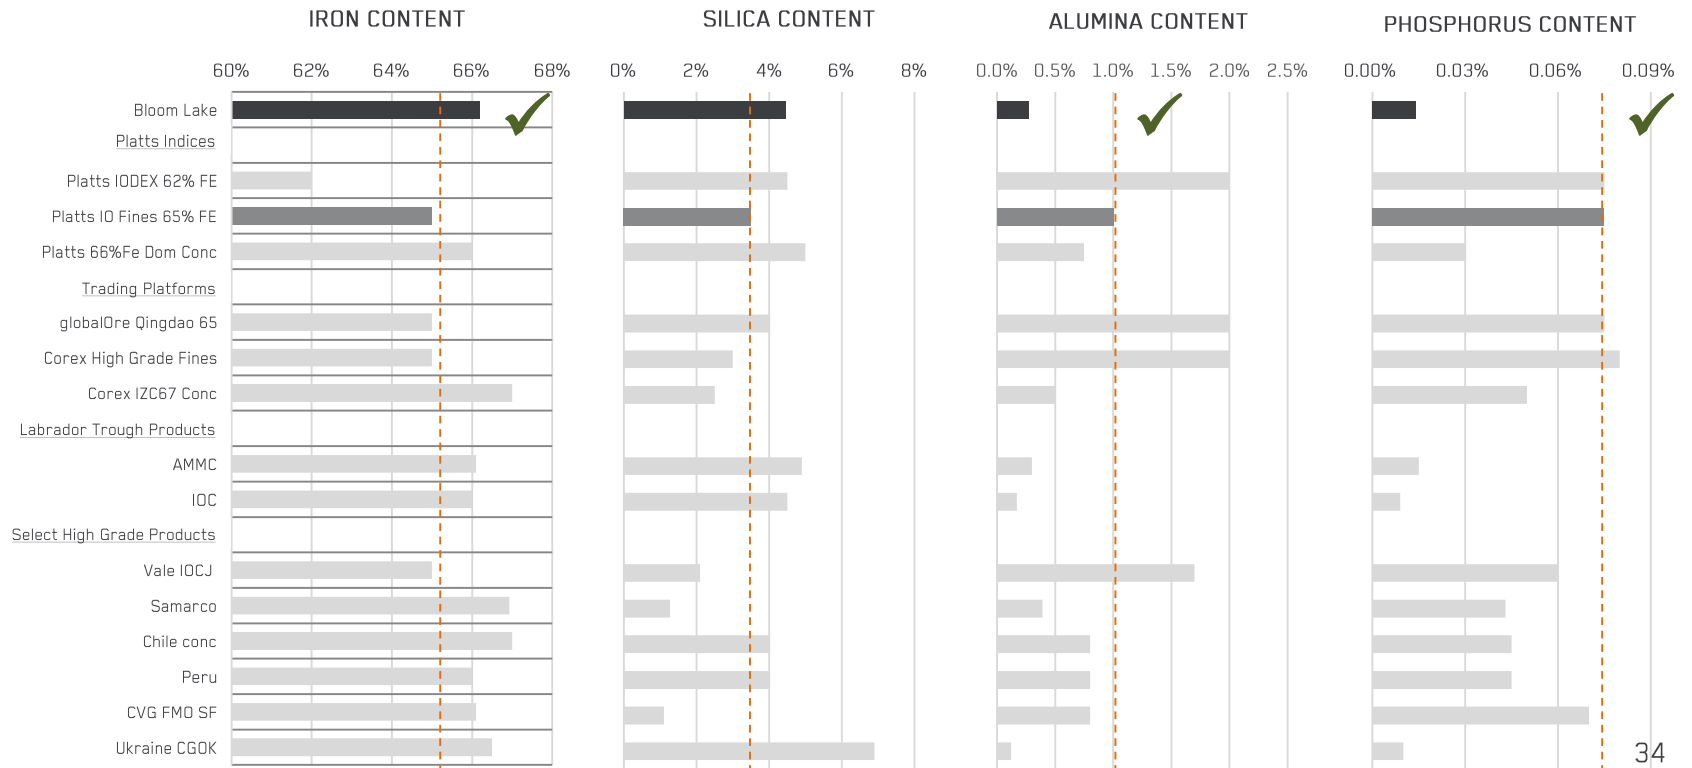 IRON CONTENT
SILICA CONTENT
ALUMINA CONTENT
PHOSPHORUS CONTENT
60% 62% 64% 66% 68%
0% 2% 4% 6% 8%
0.0% 0.5% 1.0% 1.5% 2.0% 2.5%
0.00% 0.03% 0.06% 0.09%
Bloom Lake
Platts Indices
Platts IODEX 62% FE
Platts IO Fines 65% FE
Platts 66%Fe Dom Conc
Trading Platforms
globalOre Qingdao 65
Corex High Grade Fines
Corex IZC67 Conc
Labrador Trough Products
AMMC
IOC
Select High Grade Products
Vale IOCJ
Samarco
Chile conc
Peru
CVG FMO SF
Ukraine CGOK
34